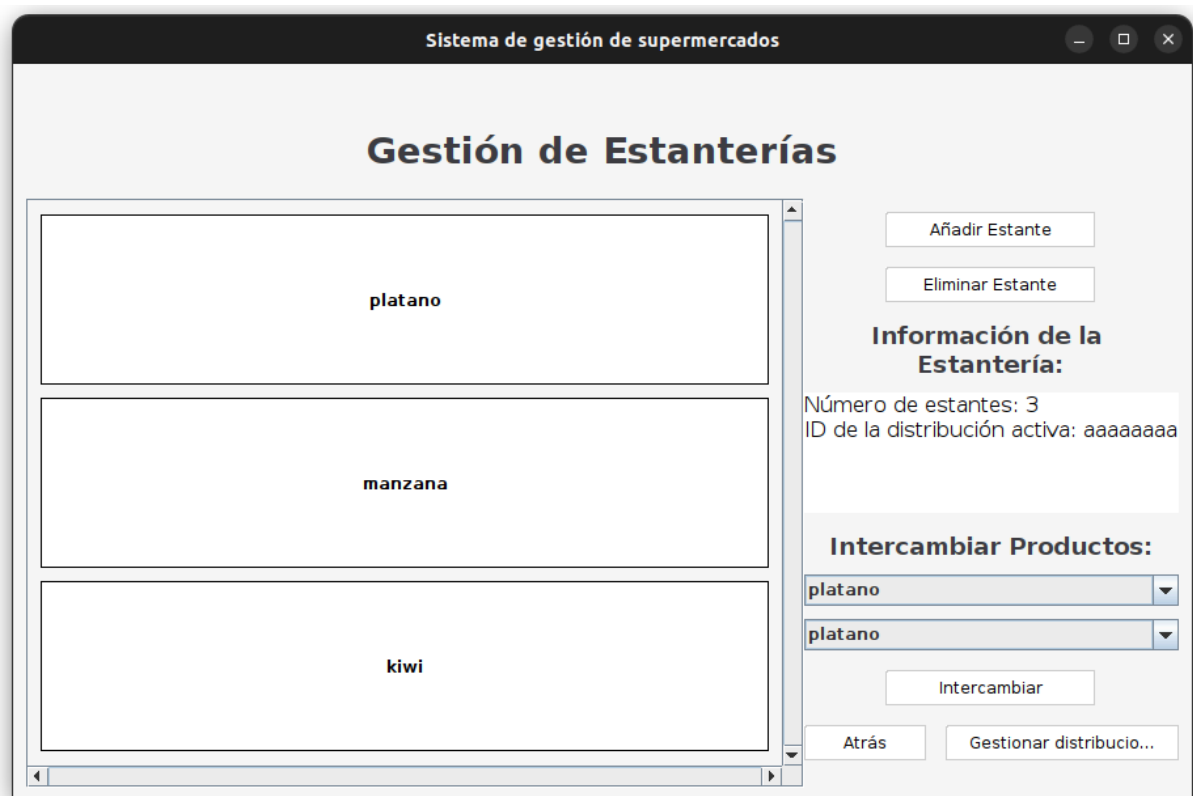 Sistema de gestión de supermercados
Gestión de Estanterías
platano
manzana
kiwi
Añadir Estante
Eliminar Estante
Información de la
Estantería:
Número de estantes: 3
ID de la distribución activa: aaaaaaaa
Intercambiar Productos:
platano
platano
Intercambiar
Atrás
Gestionar distribucio...